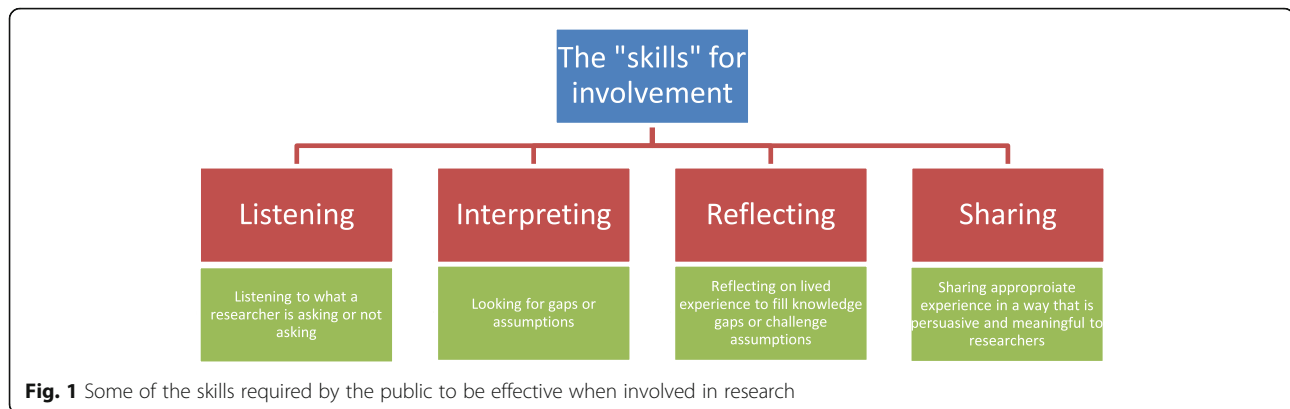 The "skills" for
involvement
Listening
Interpreting
Reflecting
Sharing
Listening to what a
researcher is asking or not
asking
Looking for gaps or
assumptions
Reflecting on lived
experience to fill knowledge
gaps or challenge
assumptions
Sharing approproiate
experience in a way that is
persuasive and meaningful to
researchers
Fig. 1 Some of the skills required by the public to be effective when involved in research